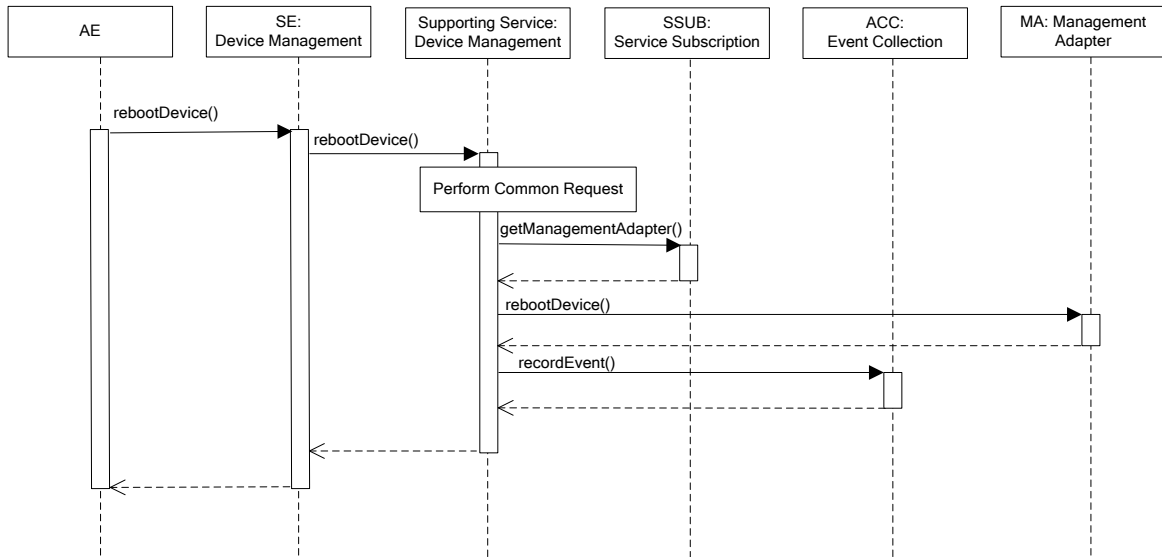 AE
SE:
Device Management
Supporting Service:
Device Management
SSUB:
Service Subscription
ACC:
Event Collection
MA: Management
Adapter
rebootDevice()
rebootDevice()
Perform Common Request
getManagementAdapter()
rebootDevice()
recordEvent()